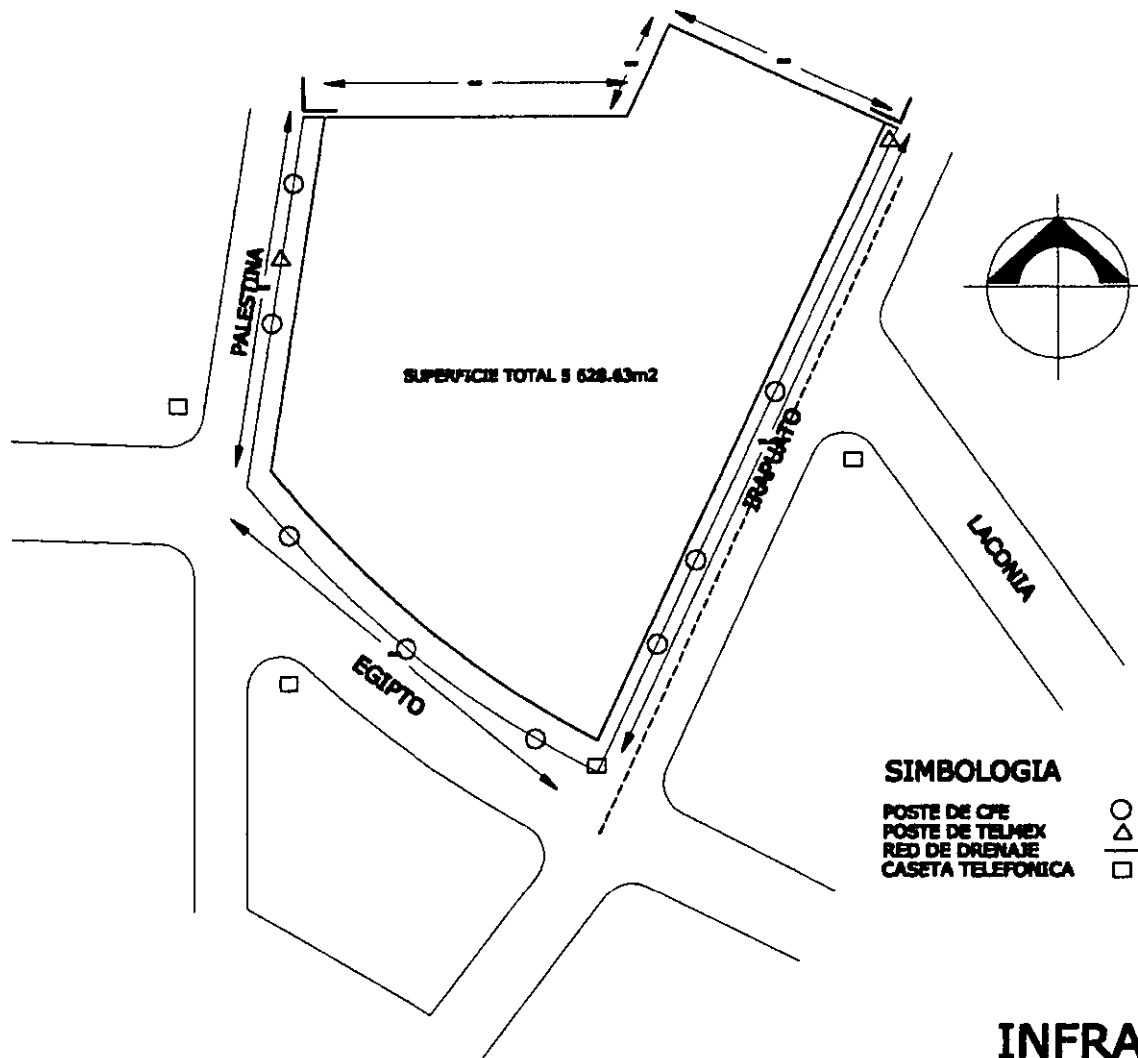 PALESTINA
SUPERFICIE TOTAL 5 628.63m2
IRAPUATO
LACONIA
EGIPTO
SIMBOLOGIA
POSTE DE CFE
POSTE DE TELMEX
RED DE DRENAJE
CASETA TELEFONICA
INFRA